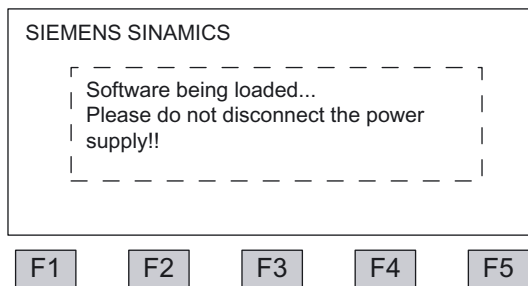 SIEMENS SINAMICS
Software being loaded...
Please do not disconnect the power
supply!!
F1 F2 F3 F4 F5